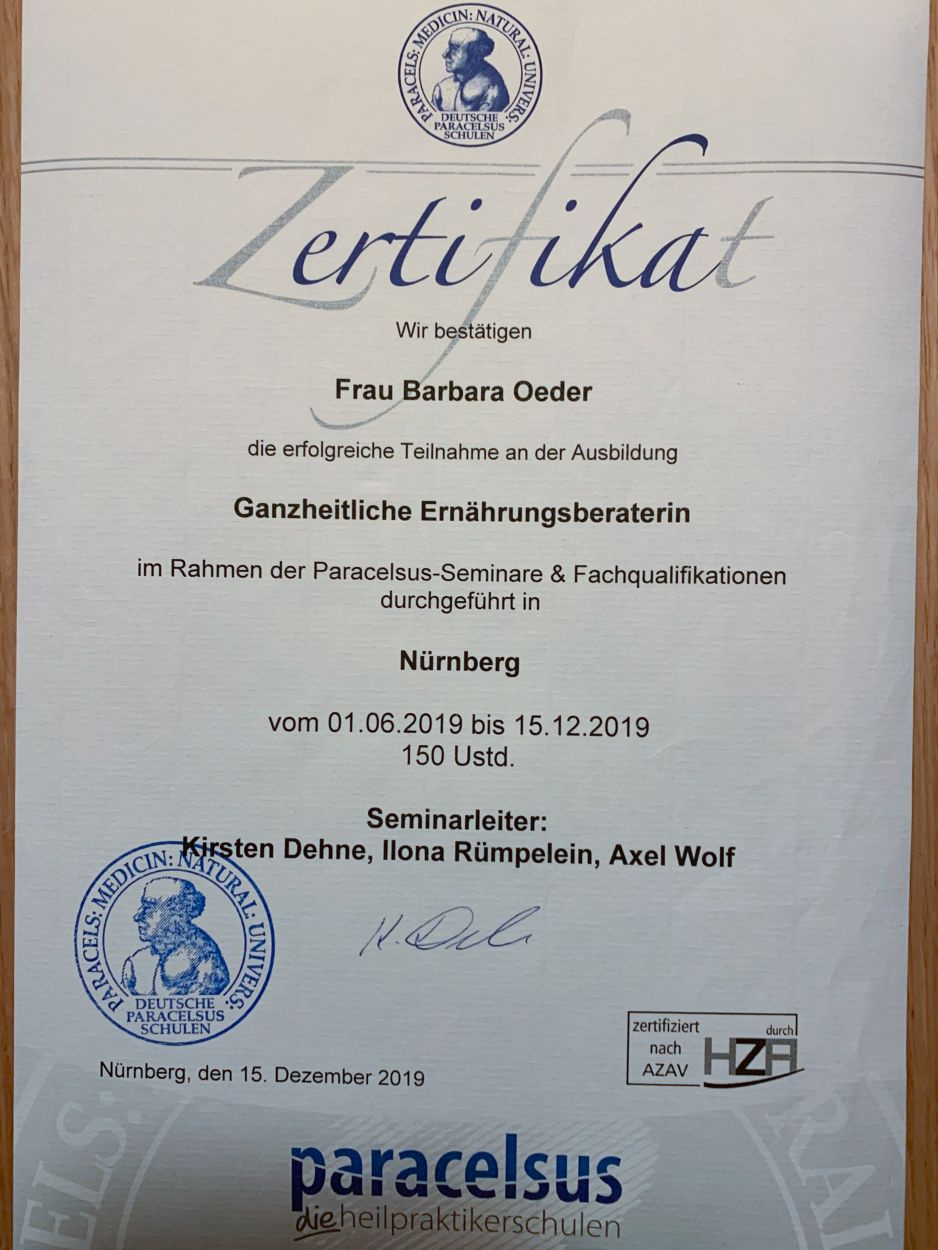 PARACELS: MEDICIN: NATURAL: UNIVERS:
DEUTSCHE
PARACELSUS
SCHULEN
Zertifikat
Wir bestätigen
Frau Barbara Oeder
die erfolgreiche Teilnahme an der Ausbildung
Ganzheitliche Ernährungsberaterin
im Rahmen der Paracelsus-Seminare & Fachqualifikationen
durchgeführt in
Nürnberg
vom 01.06.2019 bis 15.12.2019
150 Ustd.
Seminarleiter:
Kirsten Dehne, Ilona Rümpelein, Axel Wolf
PARACELS: MEDICIN: NATURAL: UNIVERS:
DEUTSCHE
PARACELSUS
SCHULEN
Nürnberg, den 15. Dezember 2019
zertifiziert durch
nach HZA
AZAV
paracelsus
dieheilpraktikerschulen